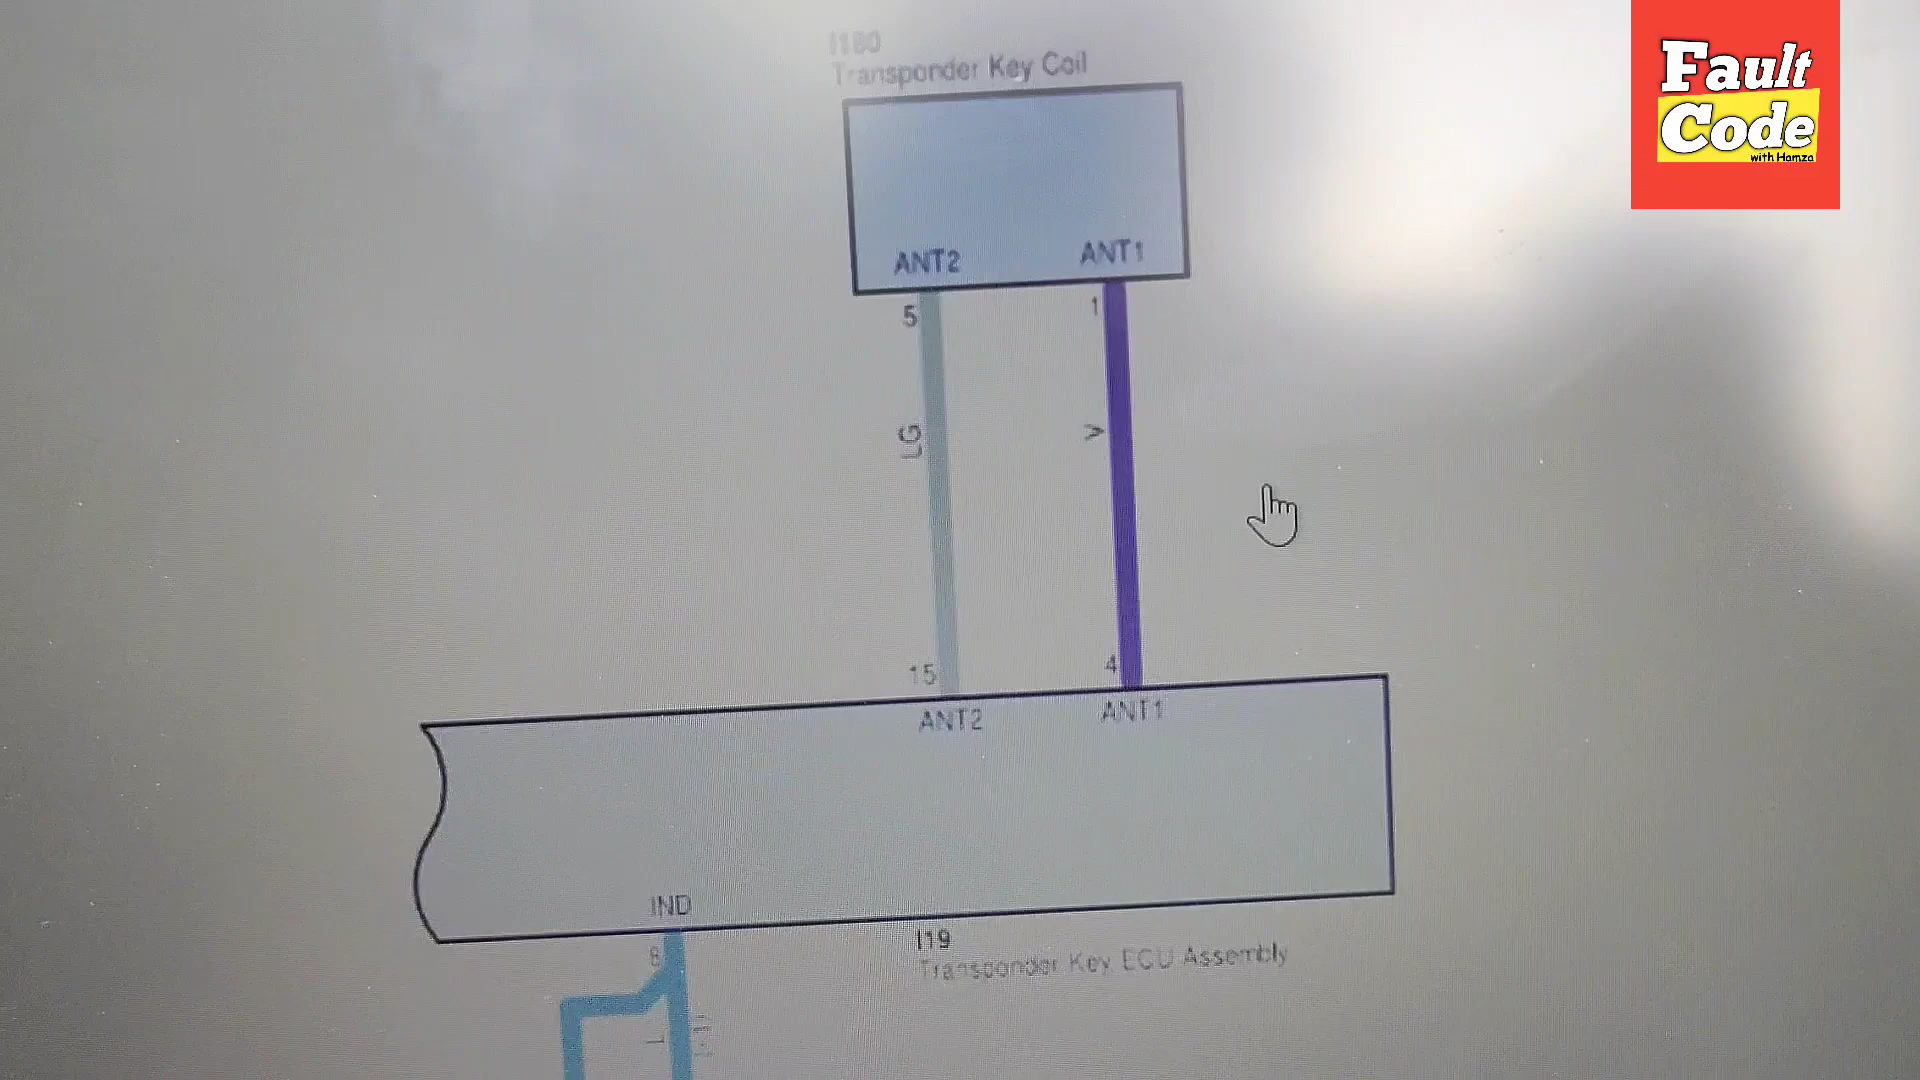 I180
Transponder Key Coil
Fault
Code
with Hamza
ANT2
ANT1
5
1
LG
V
15
4
ANT2
ANT1
IND
8
I19
Transponder Key ECU Assembly
L